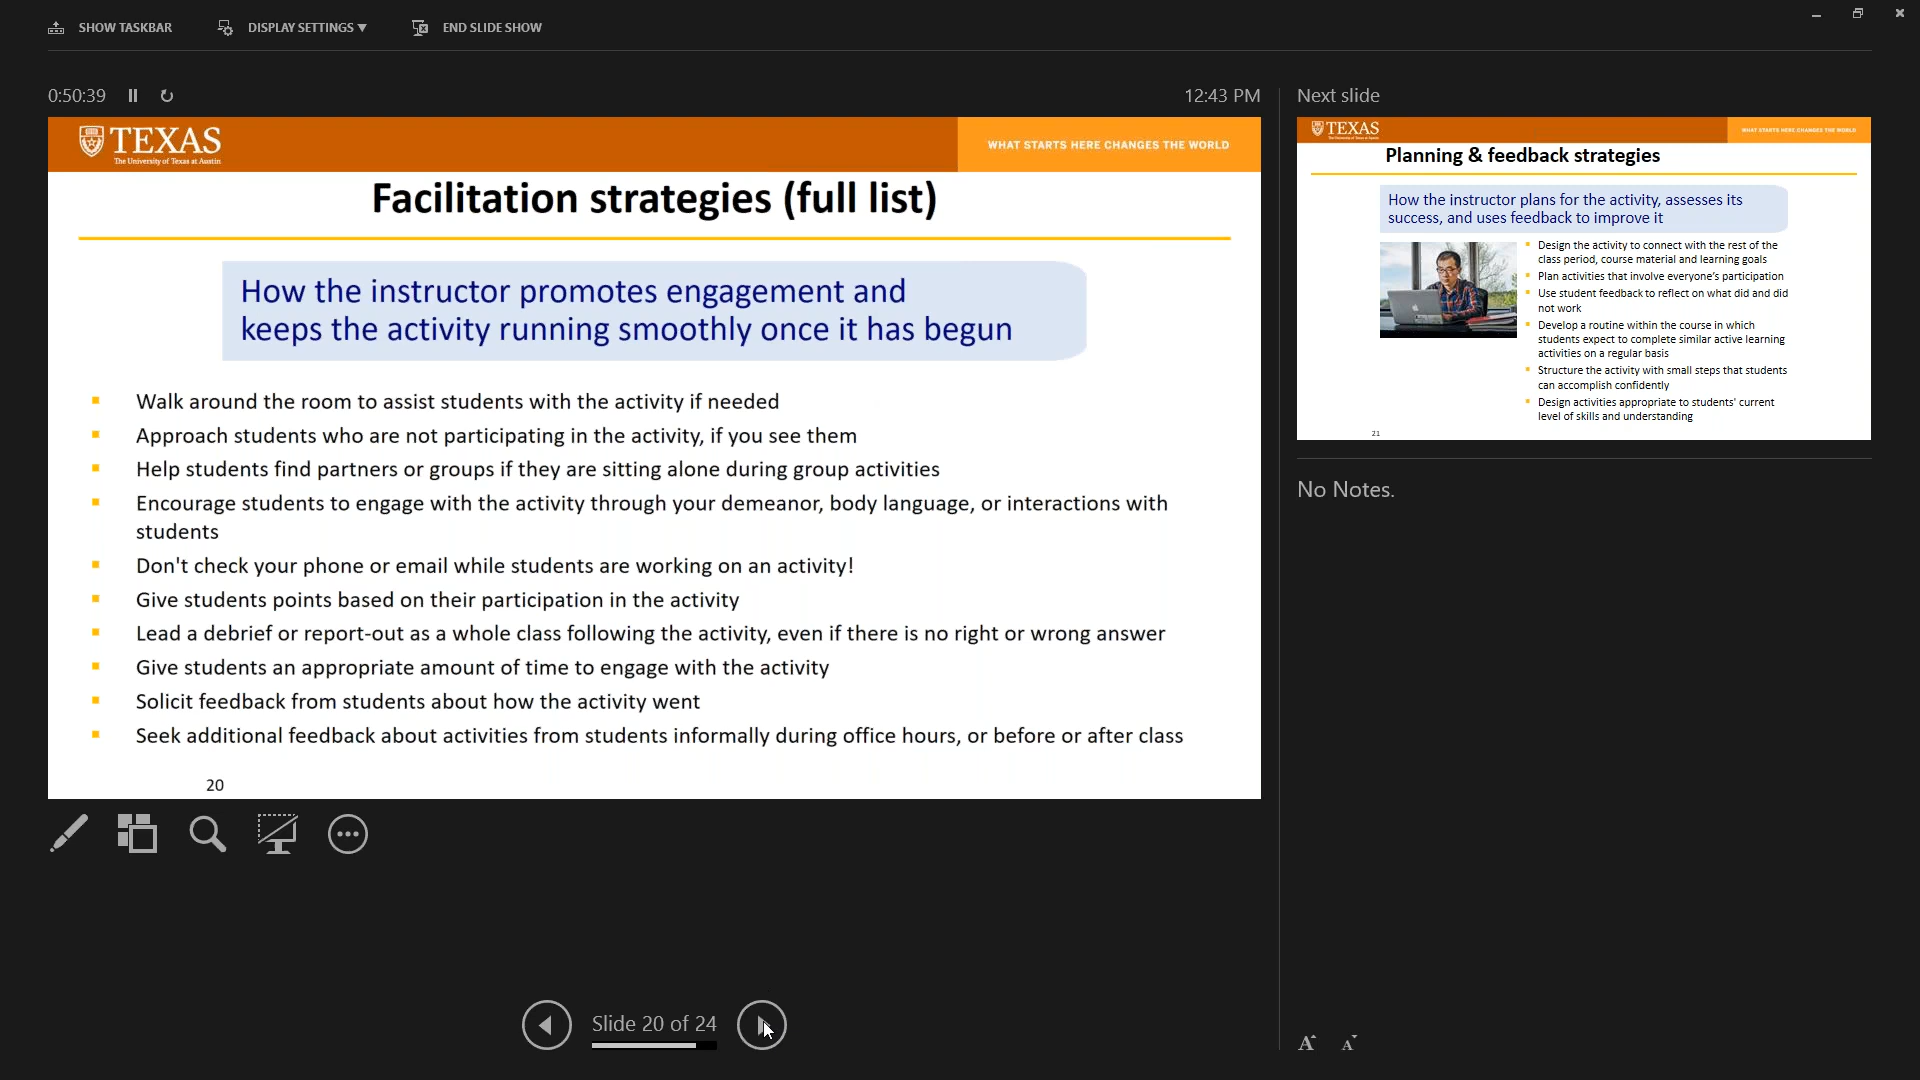 SHOW TASKBAR
DISPLAY SETTINGS ▼
END SLIDE SHOW
0:50:39
12:43 PM
Next slide
TEXAS
The University of Texas at Austin
WHAT STARTS HERE CHANGES THE WORLD
Facilitation strategies (full list)
How the instructor promotes engagement and
keeps the activity running smoothly once it has begun
▪ Walk around the room to assist students with the activity if needed
▪ Approach students who are not participating in the activity, if you see them
▪ Help students find partners or groups if they are sitting alone during group activities
▪ Encourage students to engage with the activity through your demeanor, body language, or interactions with
students
▪ Don't check your phone or email while students are working on an activity!
▪ Give students points based on their participation in the activity
▪ Lead a debrief or report-out as a whole class following the activity, even if there is no right or wrong answer
▪ Give students an appropriate amount of time to engage with the activity
▪ Solicit feedback from students about how the activity went
▪ Seek additional feedback about activities from students informally during office hours, or before or after class
20
Slide 20 of 24
TEXAS
The University of Texas at Austin
WHAT STARTS HERE CHANGES THE WORLD
Planning & feedback strategies
How the instructor plans for the activity, assesses its
success, and uses feedback to improve it
▪ Design the activity to connect with the rest of the
class period, course material and learning goals
▪ Plan activities that involve everyone's participation
▪ Use student feedback to reflect on what did and did
not work
▪ Develop a routine within the course in which
students expect to complete similar active learning
activities on a regular basis
▪ Structure the activity with small steps that students
can accomplish confidently
▪ Design activities appropriate to students' current
level of skills and understanding
21
No Notes.
A A